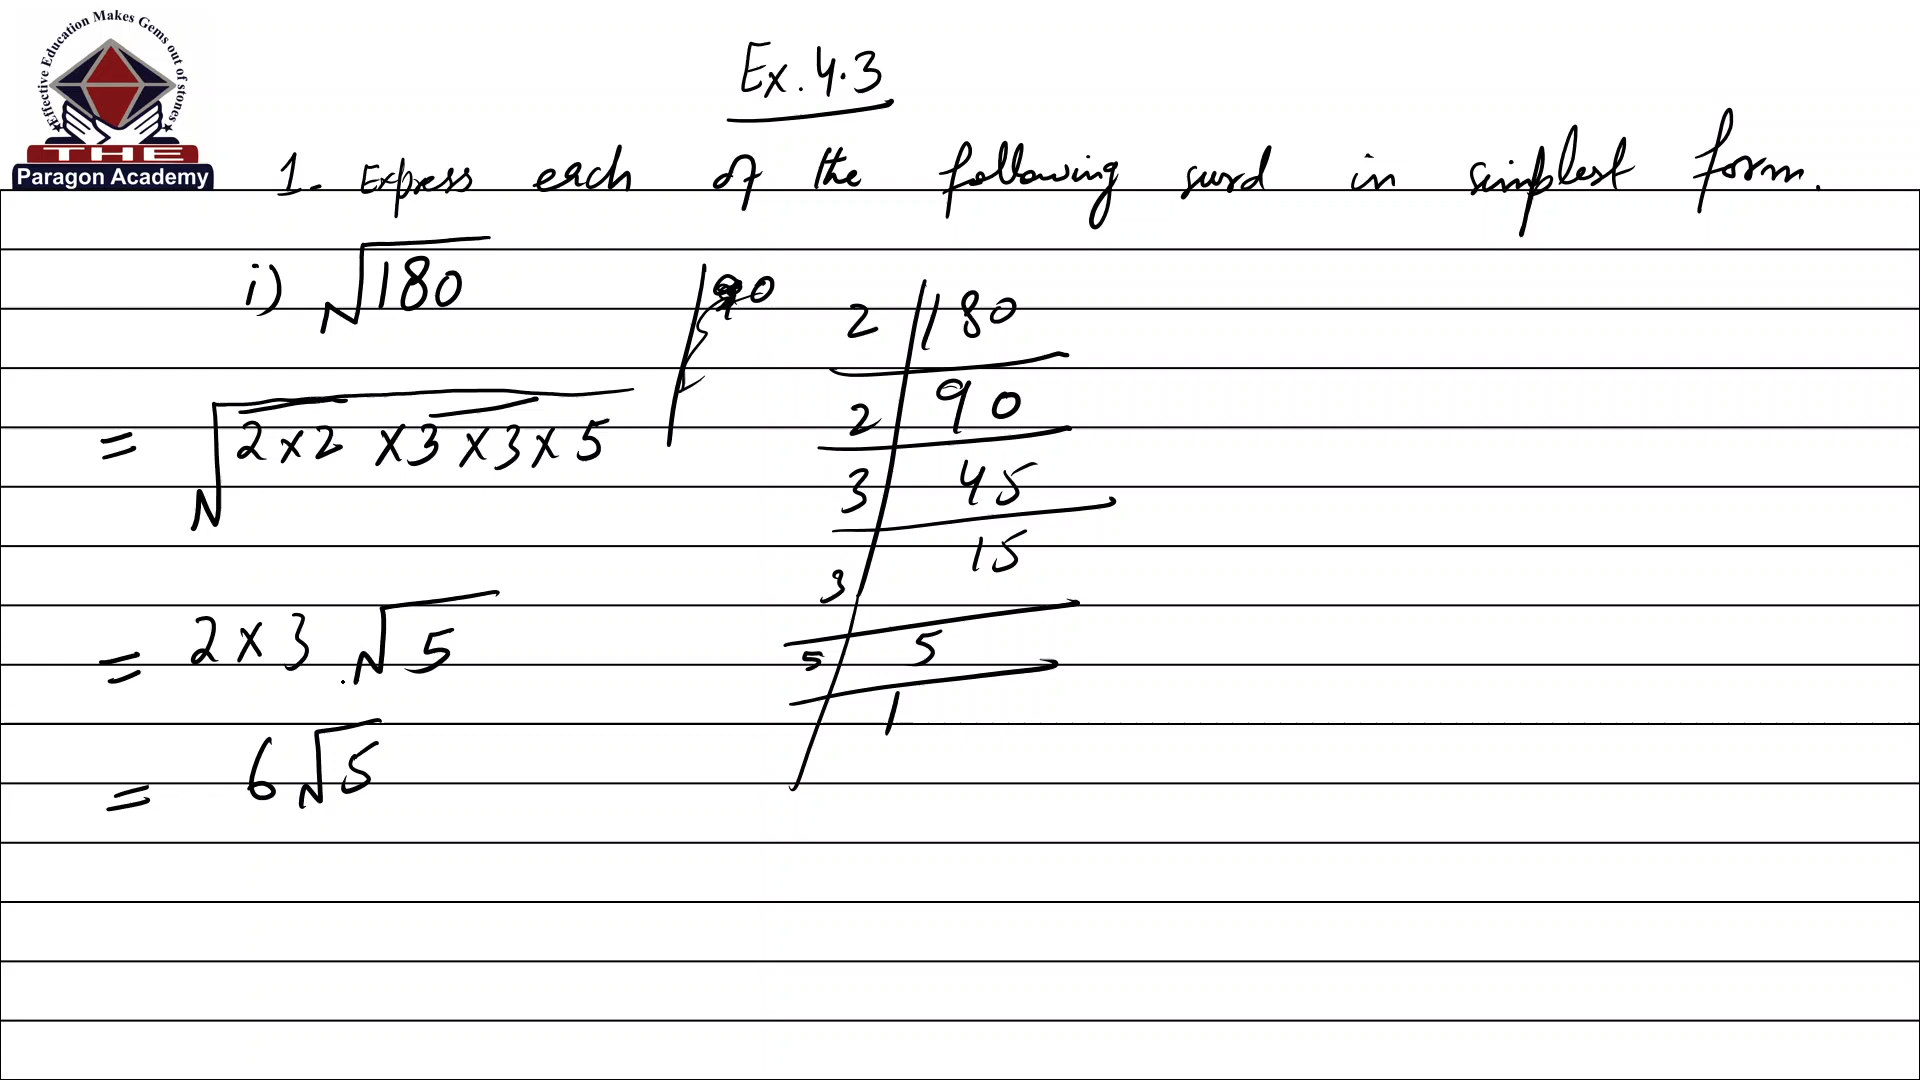 Effective Education Makes Gems out of stones
THE
Paragon Academy
Ex. 4.3
1. Express each of the following surd in simplest form.
i) √180
= √2×2×3×3×5
= 2×3 √5
= 6√5
90
2 | 180
2 | 90
3 | 45
3 | 15
5 | 5
1